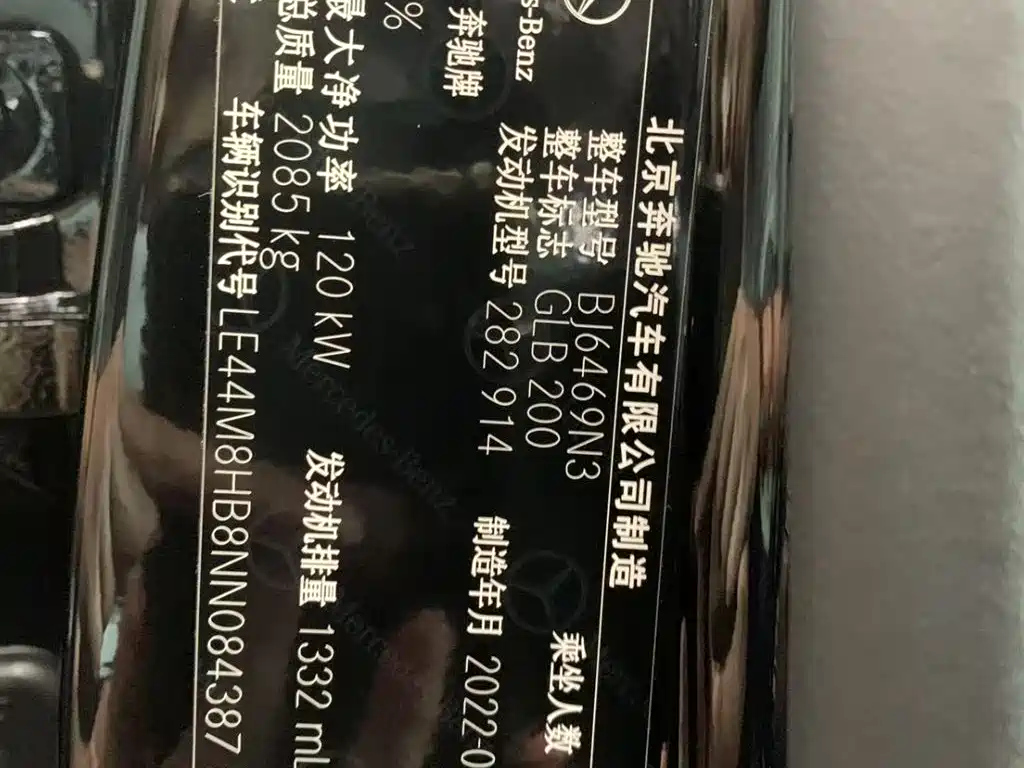 北京奔驰汽车有限公司制造
整车型号 BJ6469N3
整车标志 GLB 200 乘坐人数
发动机型号 282 914 制造年月 2022-0
s-Benz
奔驰牌
%
最大净功率 120 kW 发动机排量 1332 mL
总质量 2085 kg
车辆识别代号 LE44M8HB8NN084387
Mercedes-Benz